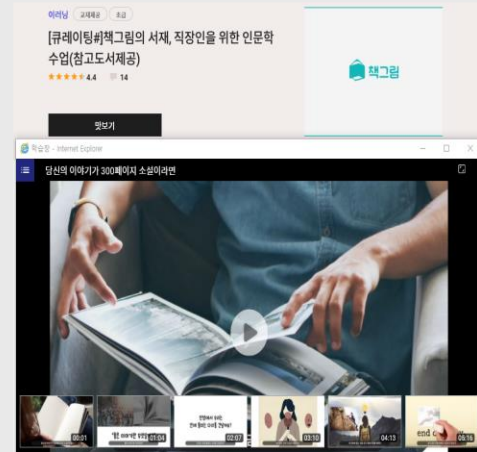 이러닝 교재제공 초급
[큐레이팅#]책그림의 서재, 직장인을 위한 인문학
수업(참고도서제공)
4.4 14
책그림
맛보기
학습창 - Internet Explorer
당신의 이야기가 300페이지 소설이라면
00:01 01:04 02:07 03:10 04:13 05:16
end